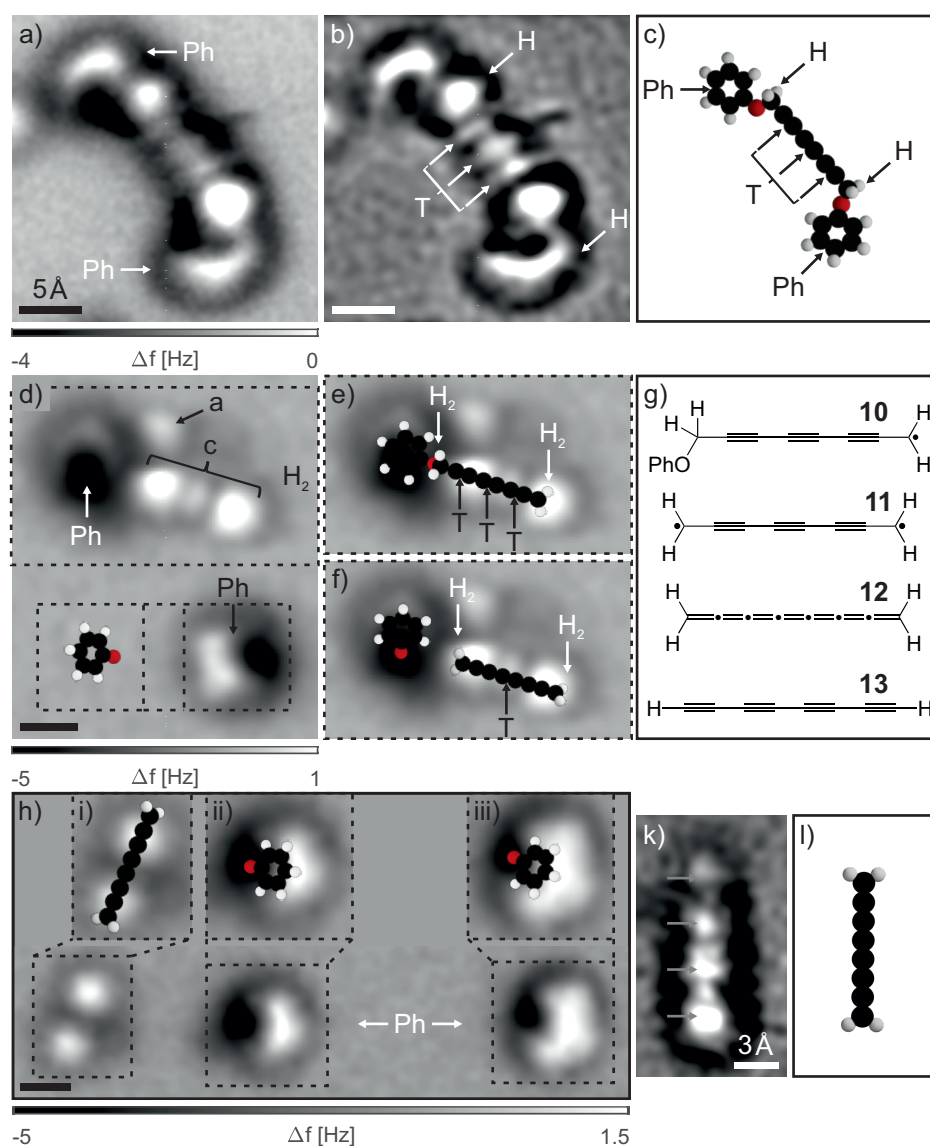 a)
Ph
Ph
5Å
b)
H
T
H
c)
H
Ph
H
T
Ph
-4
Δf [Hz]
0
d)
a
c
H2
Ph
Ph
-5
Δf [Hz]
1
e)
H2
H2
T
T
T
f)
H2
H2
T
g)
10
H
H
H
PhO
H
11
H
H
H
H
12
H
H
H
H
13
H
H
h)
i)
ii)
iii)
Ph
-5
Δf [Hz]
1.5
k)
3Å
l)